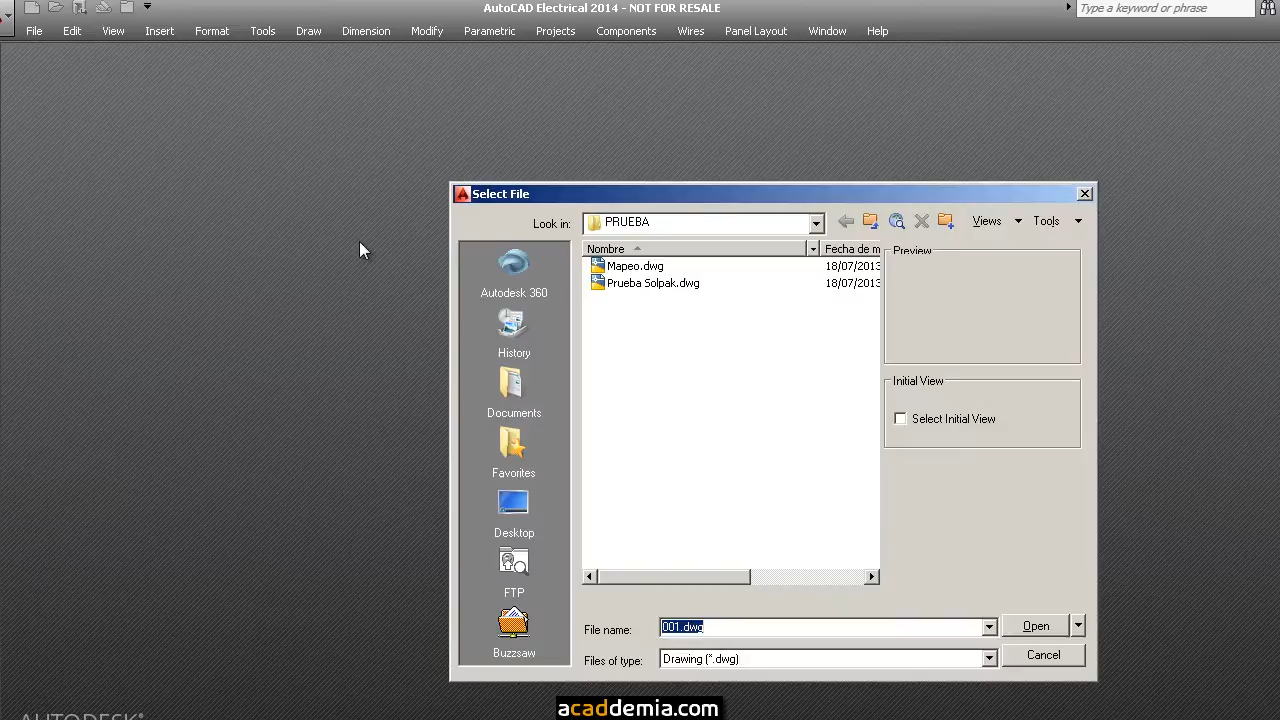 AutoCAD Electrical 2014 - NOT FOR RESALE
Type a keyword or phrase
File Edit View Insert Format Tools Draw Dimension Modify Parametric Projects Components Wires Panel Layout Window Help
Select File
Look in: PRUEBA Views Tools
Nombre Fecha de m
Mapeo.dwg 18/07/2013
Prueba Solpak.dwg 18/07/2013
Preview
Initial View
Select Initial View
Autodesk 360
History
Documents
Favorites
Desktop
FTP
Buzzsaw
File name: 001.dwg Open
Files of type: Drawing (*.dwg) Cancel
acaddemia.com
AUTODESK